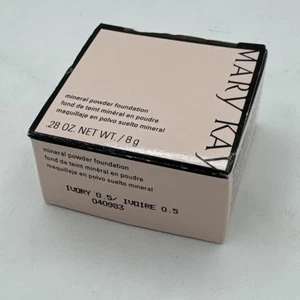 MARY KAY
mineral powder foundation
fond de teint minéral en poudre
maquillaje en polvo suelto mineral
.28 OZ. NET WT. / 8 g
mineral powder foundation
fond de teint minéral en poudre
maquillaje en polvo suelto mineral
IVORY 0.5/ IVOIRE 0.5
040983